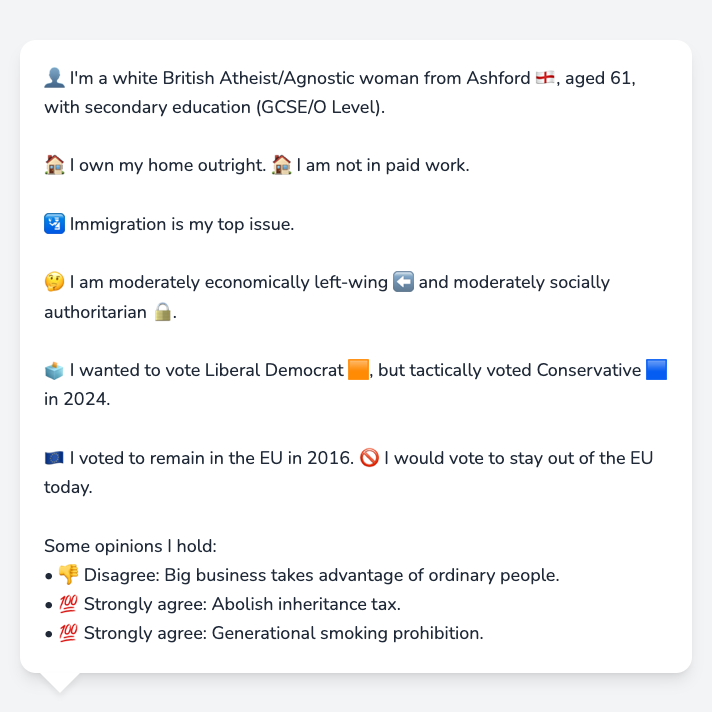 👤 I'm a white British Atheist/Agnostic woman from Ashford 🏴󠁧󠁢󠁥󠁮󠁧󠁿, aged 61,
with secondary education (GCSE/O Level).
🏠 I own my home outright. 🏠 I am not in paid work.
🛂 Immigration is my top issue.
🤔 I am moderately economically left-wing ⬅️ and moderately socially
authoritarian 🔒.
🗳️ I wanted to vote Liberal Democrat 🟧, but tactically voted Conservative 🟦
in 2024.
🇪🇺 I voted to remain in the EU in 2016. 🚫 I would vote to stay out of the EU
today.
Some opinions I hold:
• 👎 Disagree: Big business takes advantage of ordinary people.
• 💯 Strongly agree: Abolish inheritance tax.
• 💯 Strongly agree: Generational smoking prohibition.